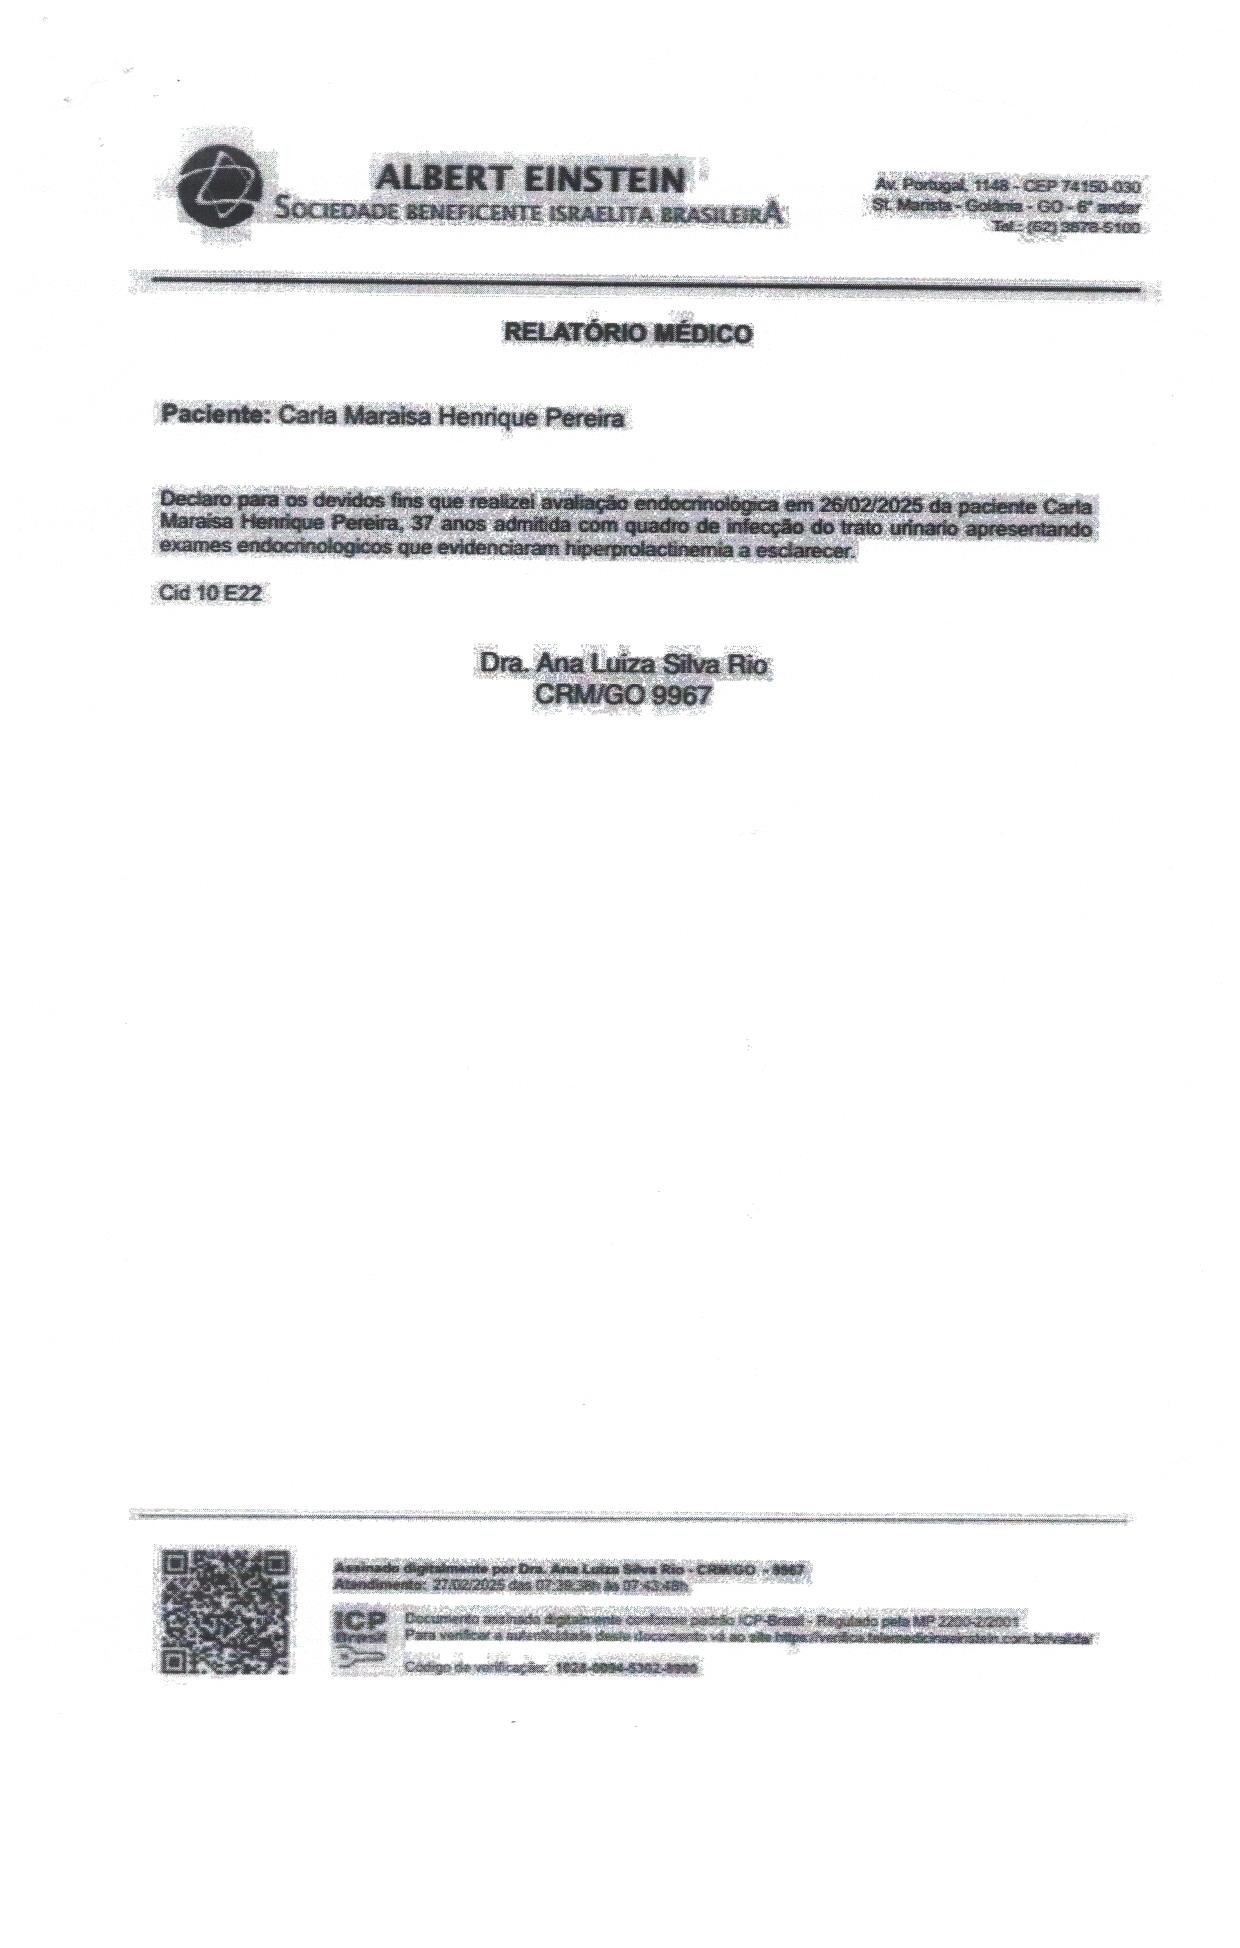 ALBERT EINSTEIN
SOCIEDADE BENEFICENTE ISRAELITA BRASILEIRA
Av. Portugal, 1148 - CEP 74150-030
St. Marista - Goiânia - GO - 6º andar
Tel.: (62) 3678-5100
RELATÓRIO MÉDICO
Paciente: Carla Maraisa Henrique Pereira
Declaro para os devidos fins que realizei avaliação endocrinológica em 26/02/2025 da paciente Carla
Maraisa Henrique Pereira, 37 anos admitida com quadro de infecção do trato urinario apresentando
exames endocrinologicos que evidenciaram hiperprolactinemia a esclarecer.
Cid 10 E22
Dra. Ana Luiza Silva Rio
CRM/GO 9967
Assinado digitalmente por Dra. Ana Luiza Silva Rio - CRM/GO - 9967
Atendimento: 27/02/2025 das 07:39:38h às 07:43:48h
ICP
Brasil
Documento assinado digitalmente conforme padrão ICP-Brasil - Regulado pela MP 2200-2/2001
Para verificar a autenticidade deste documento vá ao site
Código de verificação: